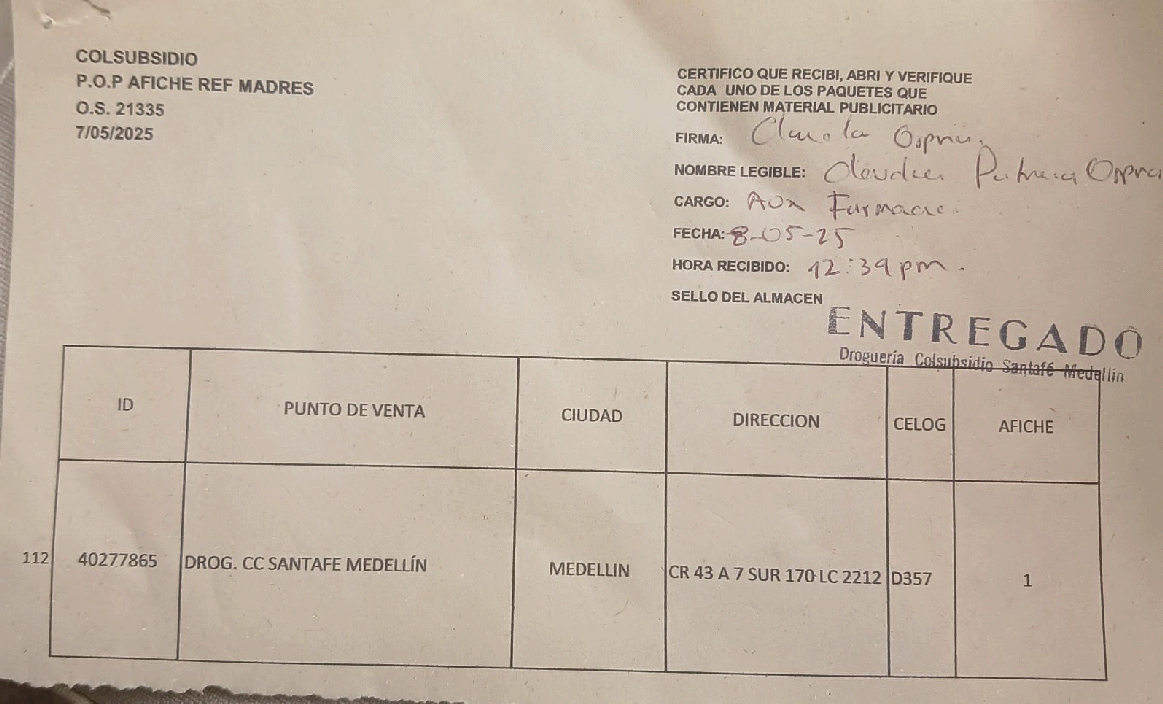 COLSUBSIDIO
P.O.P AFICHE REF MADRES
O.S. 21335
7/05/2025
CERTIFICO QUE RECIBI, ABRI Y VERIFIQUE
CADA UNO DE LOS PAQUETES QUE
CONTIENEN MATERIAL PUBLICITARIO
FIRMA:
NOMBRE LEGIBLE: Claudia Patricia
CARGO: Aux Farmacia.
FECHA: 8-05-25
HORA RECIBIDO: 12:39 pm.
SELLO DEL ALMACEN
ENTREGADO
Droguería Colsubsidio Santafé Medellin
ID PUNTO DE VENTA CIUDAD DIRECCION CELOG AFICHE
112 40277865 DROG. CC SANTAFE MEDELLÍN MEDELLIN CR 43 A 7 SUR 170 LC 2212 D357 1